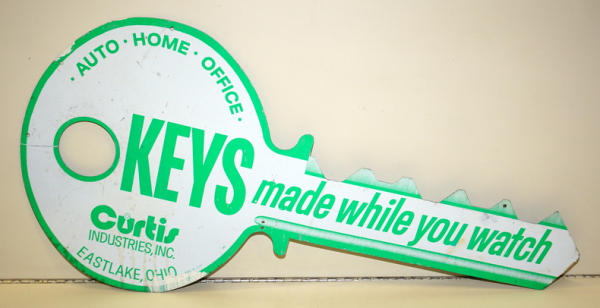 · AUTO · HOME · OFFICE ·
KEYS made while you watch
Curtis
INDUSTRIES, INC.
EASTLAKE, OHIO